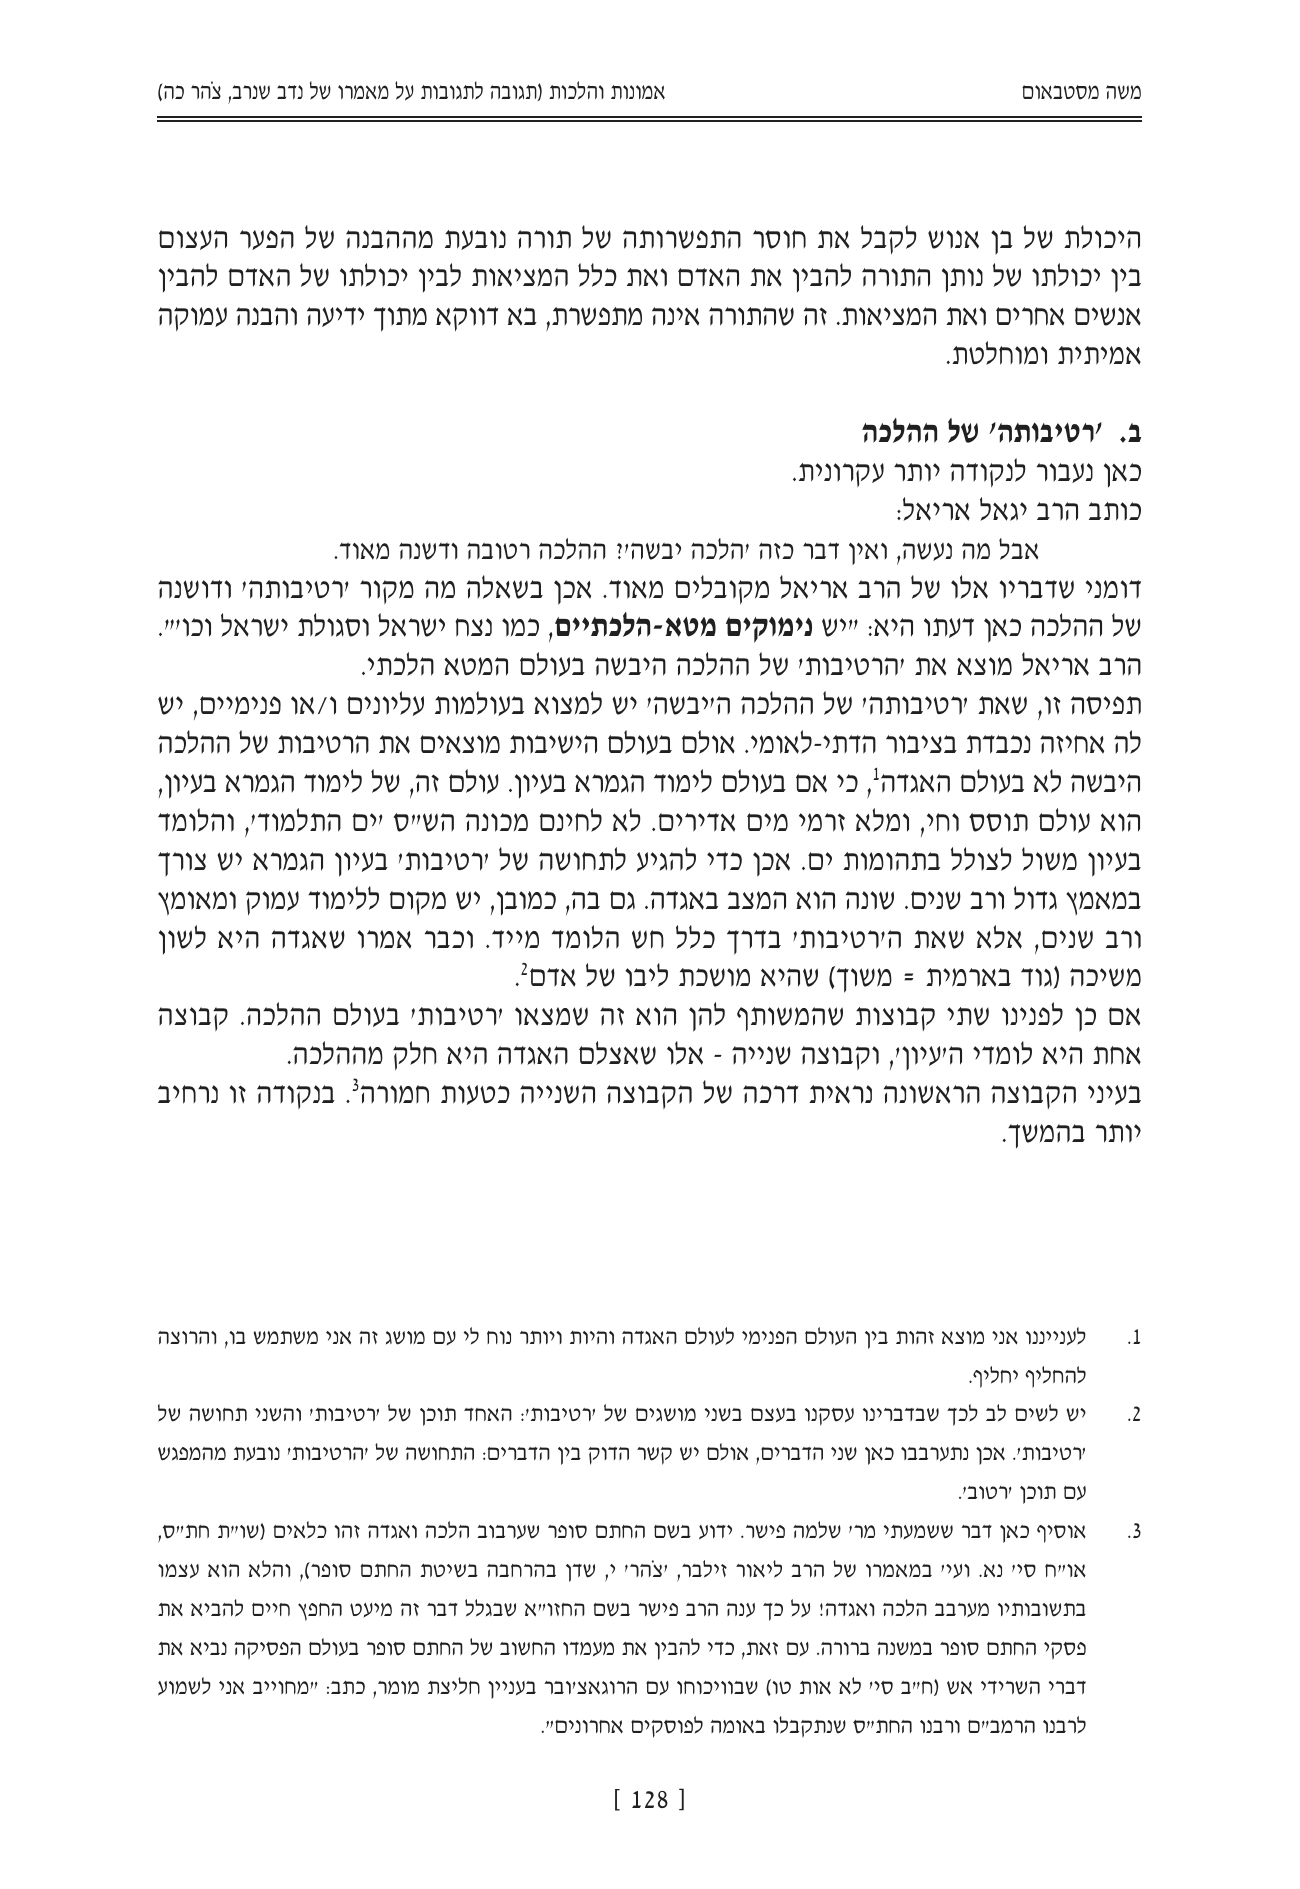 משה מסטבאום אמונות והלכות (תגובה לתגובות על מאמרו של נדב שנרב, צֹהר כה)
היכולת של בן אנוש לקבל את חוסר התפשרותה של תורה נובעת מההבנה של הפער העצום
בין יכולתו של נותן התורה להבין את האדם ואת כלל המציאות לבין יכולתו של האדם להבין
אנשים אחרים ואת המציאות. זה שהתורה אינה מתפשרת, בא דווקא מתוך ידיעה והבנה עמוקה
אמיתית ומוחלטת.
ב. 'רטיבותה' של ההלכה
כאן נעבור לנקודה יותר עקרונית.
כותב הרב יגאל אריאל:
אבל מה נעשה, ואין דבר כזה 'הלכה יבשה'? ההלכה רטובה ודשנה מאוד.
דומני שדבריו אלו של הרב אריאל מקובלים מאוד. אכן בשאלה מה מקור 'רטיבותה' ודושנה
של ההלכה כאן דעתו היא: "יש נימוקים מטא-הלכתיים, כמו נצח ישראל וסגולת ישראל וכו'".
הרב אריאל מוצא את 'הרטיבות' של ההלכה היבשה בעולם המטא הלכתי.
תפיסה זו, שאת 'רטיבותה' של ההלכה ה'יבשה' יש למצוא בעולמות עליונים ו/או פנימיים, יש
לה אחיזה נכבדת בציבור הדתי-לאומי. אולם בעולם הישיבות מוצאים את הרטיבות של ההלכה
היבשה לא בעולם האגדה1, כי אם בעולם לימוד הגמרא בעיון. עולם זה, של לימוד הגמרא בעיון,
הוא עולם תוסס וחי, ומלא זרמי מים אדירים. לא לחינם מכונה הש"ס 'ים התלמוד', והלומד
בעיון משול לצולל בתהומות ים. אכן כדי להגיע לתחושה של 'רטיבות' בעיון הגמרא יש צורך
במאמץ גדול ורב שנים. שונה הוא המצב באגדה. גם בה, כמובן, יש מקום ללימוד עמוק ומאומץ
ורב שנים, אלא שאת ה'רטיבות' בדרך כלל חש הלומד מייד. וכבר אמרו שאגדה היא לשון
משיכה (גוד בארמית = משוך) שהיא מושכת ליבו של אדם2.
אם כן לפנינו שתי קבוצות שהמשותף להן הוא זה שמצאו 'רטיבות' בעולם ההלכה. קבוצה
אחת היא לומדי ה'עיון', וקבוצה שנייה - אלו שאצלם האגדה היא חלק מההלכה.
בעיני הקבוצה הראשונה נראית דרכה של הקבוצה השנייה כטעות חמורה3. בנקודה זו נרחיב
יותר בהמשך.
1. לענייננו אני מוצא זהות בין העולם הפנימי לעולם האגדה והיות ויותר נוח לי עם מושג זה אני משתמש בו, והרוצה
להחליף יחליף.
2. יש לשים לב לכך שבדברינו עסקנו בעצם בשני מושגים של 'רטיבות': האחד תוכן של 'רטיבות' והשני תחושה של
'רטיבות'. אכן נתערבבו כאן שני הדברים, אולם יש קשר הדוק בין הדברים: התחושה של 'הרטיבות' נובעת מהמפגש
עם תוכן 'רטוב'.
3. אוסיף כאן דבר ששמעתי מר' שלמה פישר. ידוע בשם החתם סופר שערבוב הלכה ואגדה זהו כלאים (שו"ת חת"ס,
או"ח סי' נא. ועי' במאמרו של הרב ליאור זילבר, 'צֹהר' י, שדן בהרחבה בשיטת החתם סופר), והלא הוא עצמו
בתשובותיו מערבב הלכה ואגדה! על כך ענה הרב פישר בשם החזו"א שבגלל דבר זה מיעט החפץ חיים להביא את
פסקי החתם סופר במשנה ברורה. עם זאת, כדי להבין את מעמדו החשוב של החתם סופר בעולם הפסיקה נביא את
דברי השרידי אש (ח"ב סי' לא אות טו) שבוויכוחו עם הרוגאצ'ובר בעניין חליצת מומר, כתב: "מחוייב אני לשמוע
לרבנו הרמב"ם ורבנו החת"ס שנתקבלו באומה לפוסקים אחרונים".
[ 128 ]